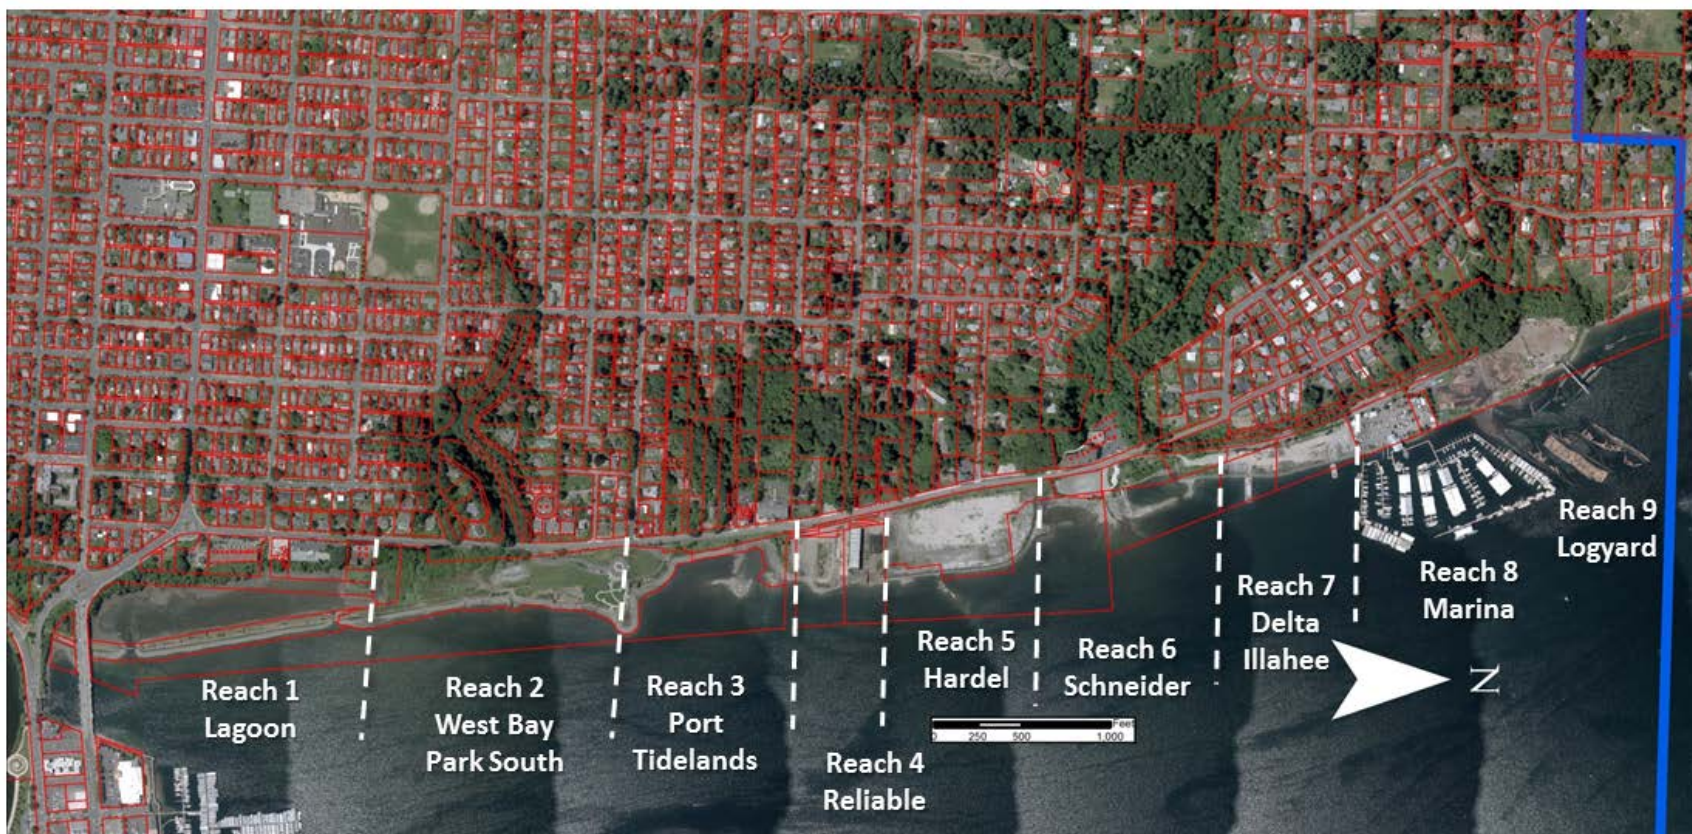 Reach 1
Lagoon
Reach 2
West Bay
Park South
Reach 3
Port
Tidelands
Reach 4
Reliable
Reach 5
Hardel
Reach 6
Schneider
Reach 7
Delta
Illahee
Reach 8
Marina
Reach 9
Logyard
N
Feet
0 250 500 1,000